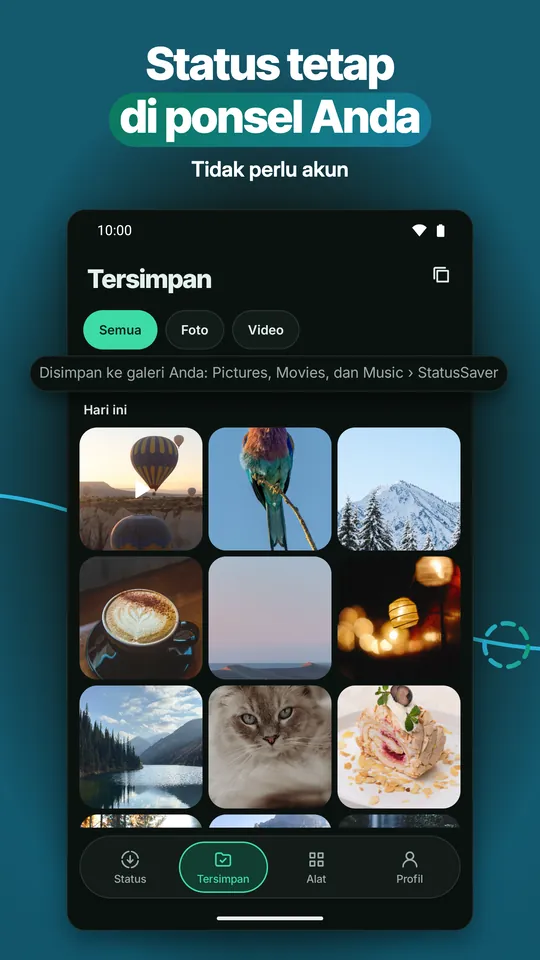 Status tetap
di ponsel Anda
Tidak perlu akun
10:00
Tersimpan
Semua
Foto
Video
Disimpan ke galeri Anda: Pictures, Movies, dan Music › StatusSaver
Hari ini
Status
Tersimpan
Alat
Profil